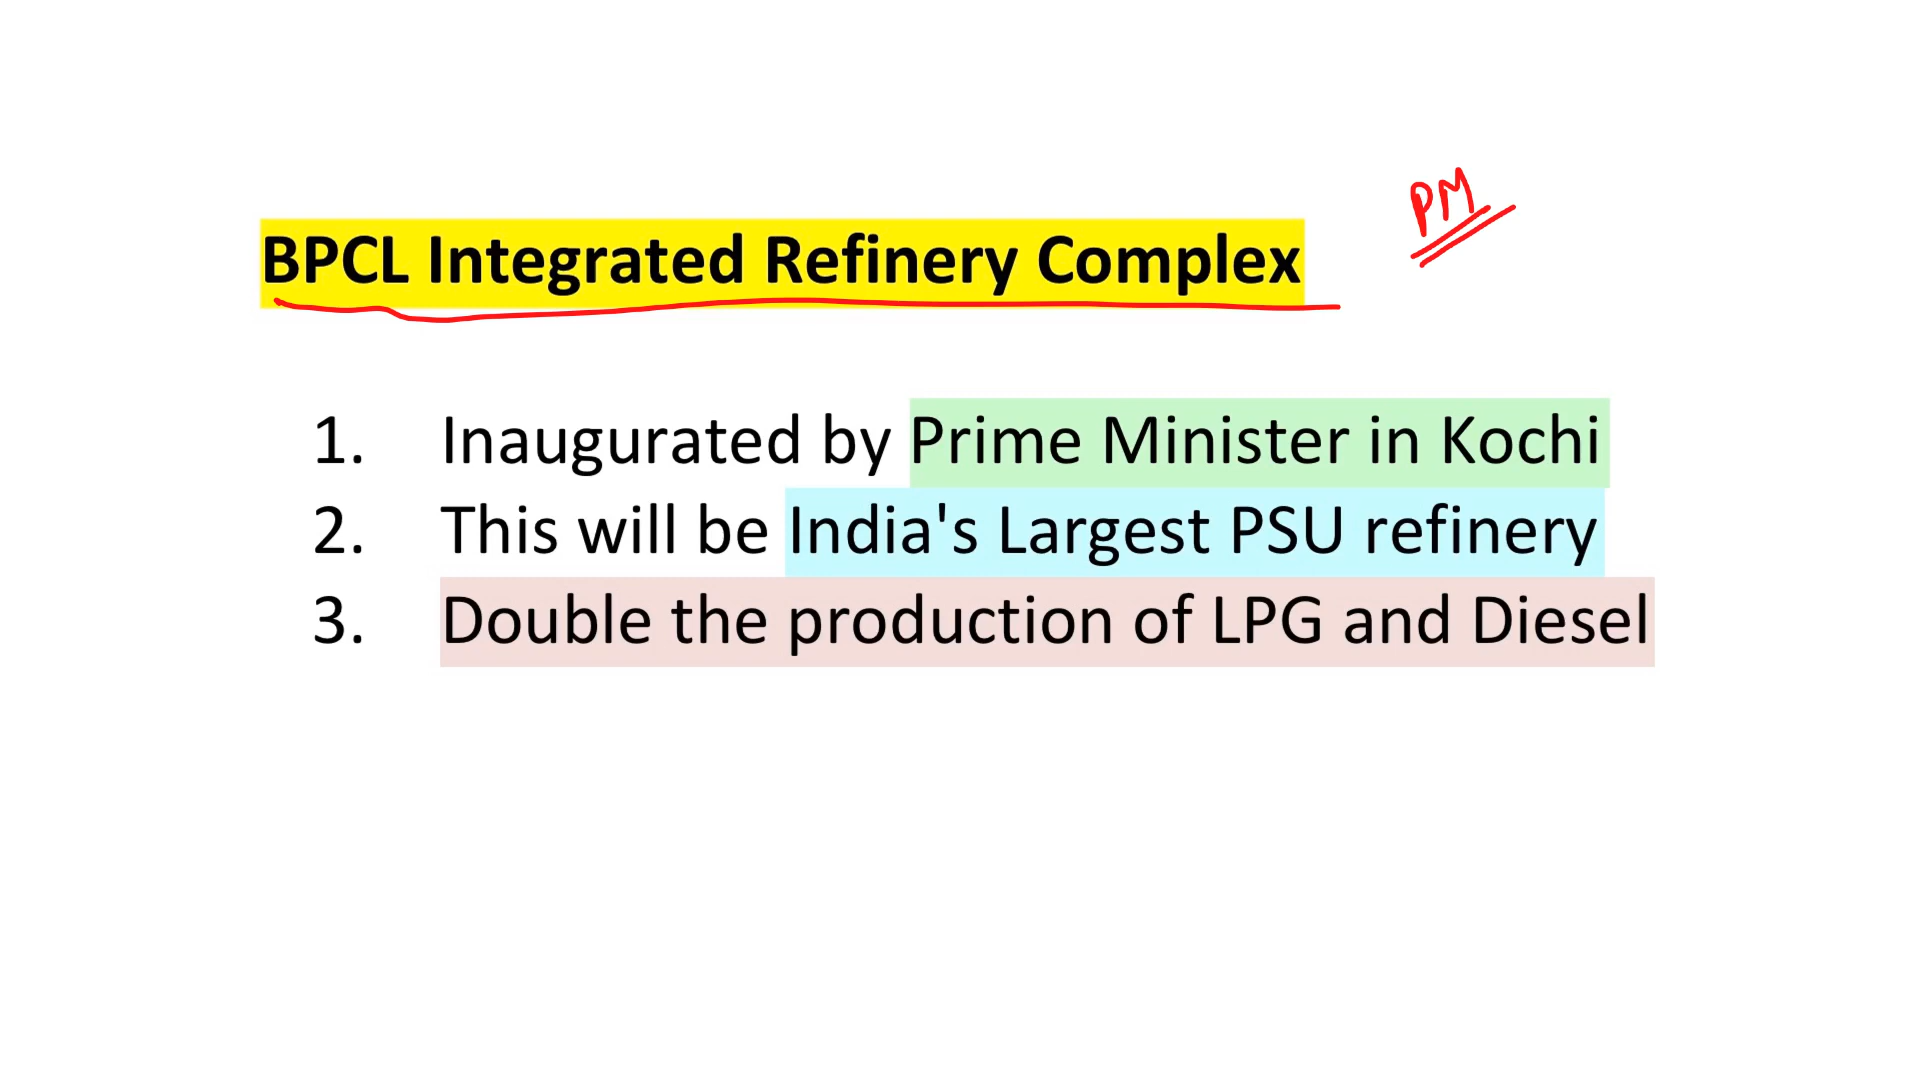 PM
BPCL Integrated Refinery Complex
1. Inaugurated by Prime Minister in Kochi
2. This will be India's Largest PSU refinery
3. Double the production of LPG and Diesel